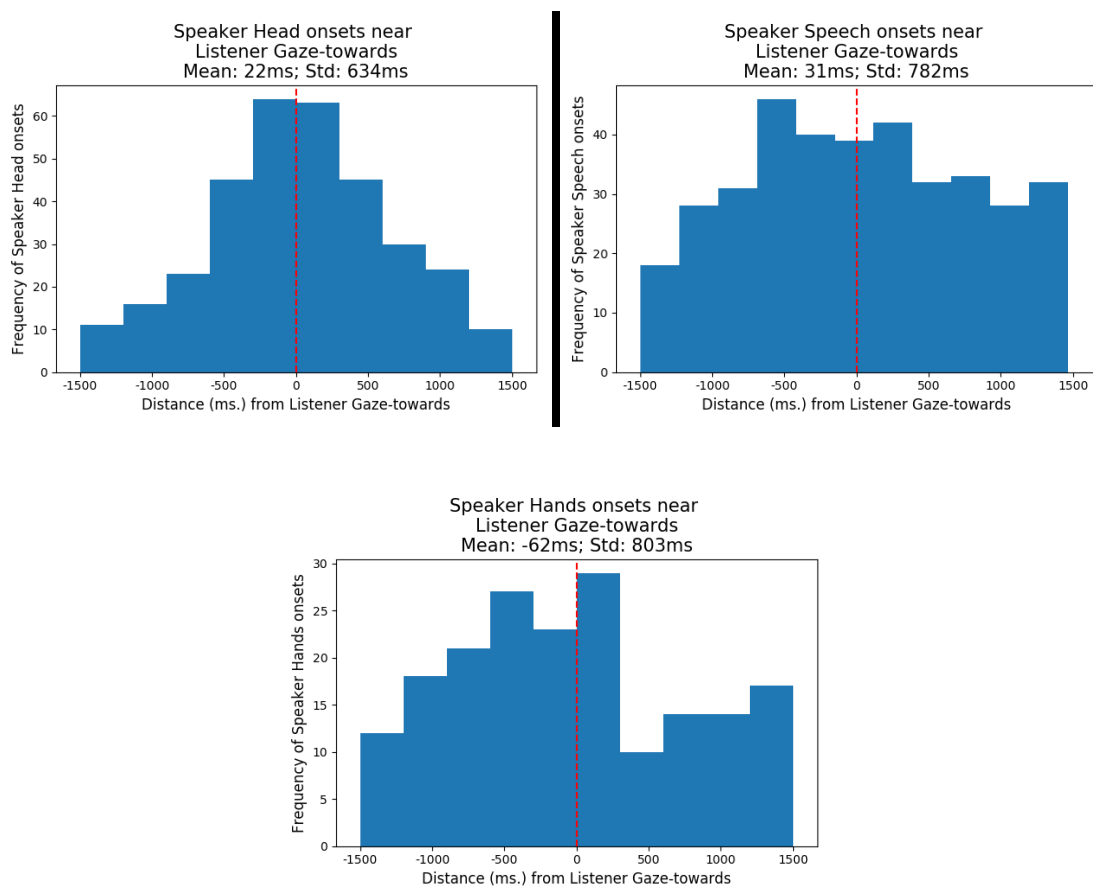 Speaker Head onsets near
Listener Gaze-towards
Mean: 22ms; Std: 634ms
Frequency of Speaker Head onsets
60
50
40
30
20
10
0
-1500
-1000
-500
0
500
1000
1500
Distance (ms.) from Listener Gaze-towards
Speaker Speech onsets near
Listener Gaze-towards
Mean: 31ms; Std: 782ms
Frequency of Speaker Speech onsets
40
30
20
10
0
-1500
-1000
-500
0
500
1000
1500
Distance (ms.) from Listener Gaze-towards
Speaker Hands onsets near
Listener Gaze-towards
Mean: -62ms; Std: 803ms
Frequency of Speaker Hands onsets
30
25
20
15
10
5
0
-1500
-1000
-500
0
500
1000
1500
Distance (ms.) from Listener Gaze-towards